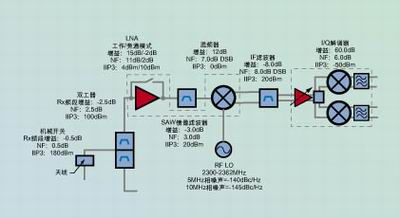 LNA
工作/旁通模式
增益: 15dB/-2dB
NF: 11dB/2dB
IIP3: 4dBm/10dBm
混频器
增益: 12dB
NF: 7.0dB DSB
IIP3: 0dBm
IF滤波器
增益: -8.0dB
NF: 8.0dB DSB
IIP3: 20dBm
I/Q解调器
增益: 60.0dB
NF: 6.0dB
IIP3: -50dBm
双工器
Rx频段增益: -2.5dB
NF: 2.5dB
IIP3: 100dBm
机械开关
Rx频段增益: -0.5dB
NF: 0.5dB
IIP3: 180dBm
天线
SAW镜像滤波器
增益: -3.0dB
NF: 3.0dB
IIP3: 20dBm
RF LO
2300-2362MHz
5MHz相噪声=-140dBc/Hz
10MHz相噪声=-145dBc/Hz